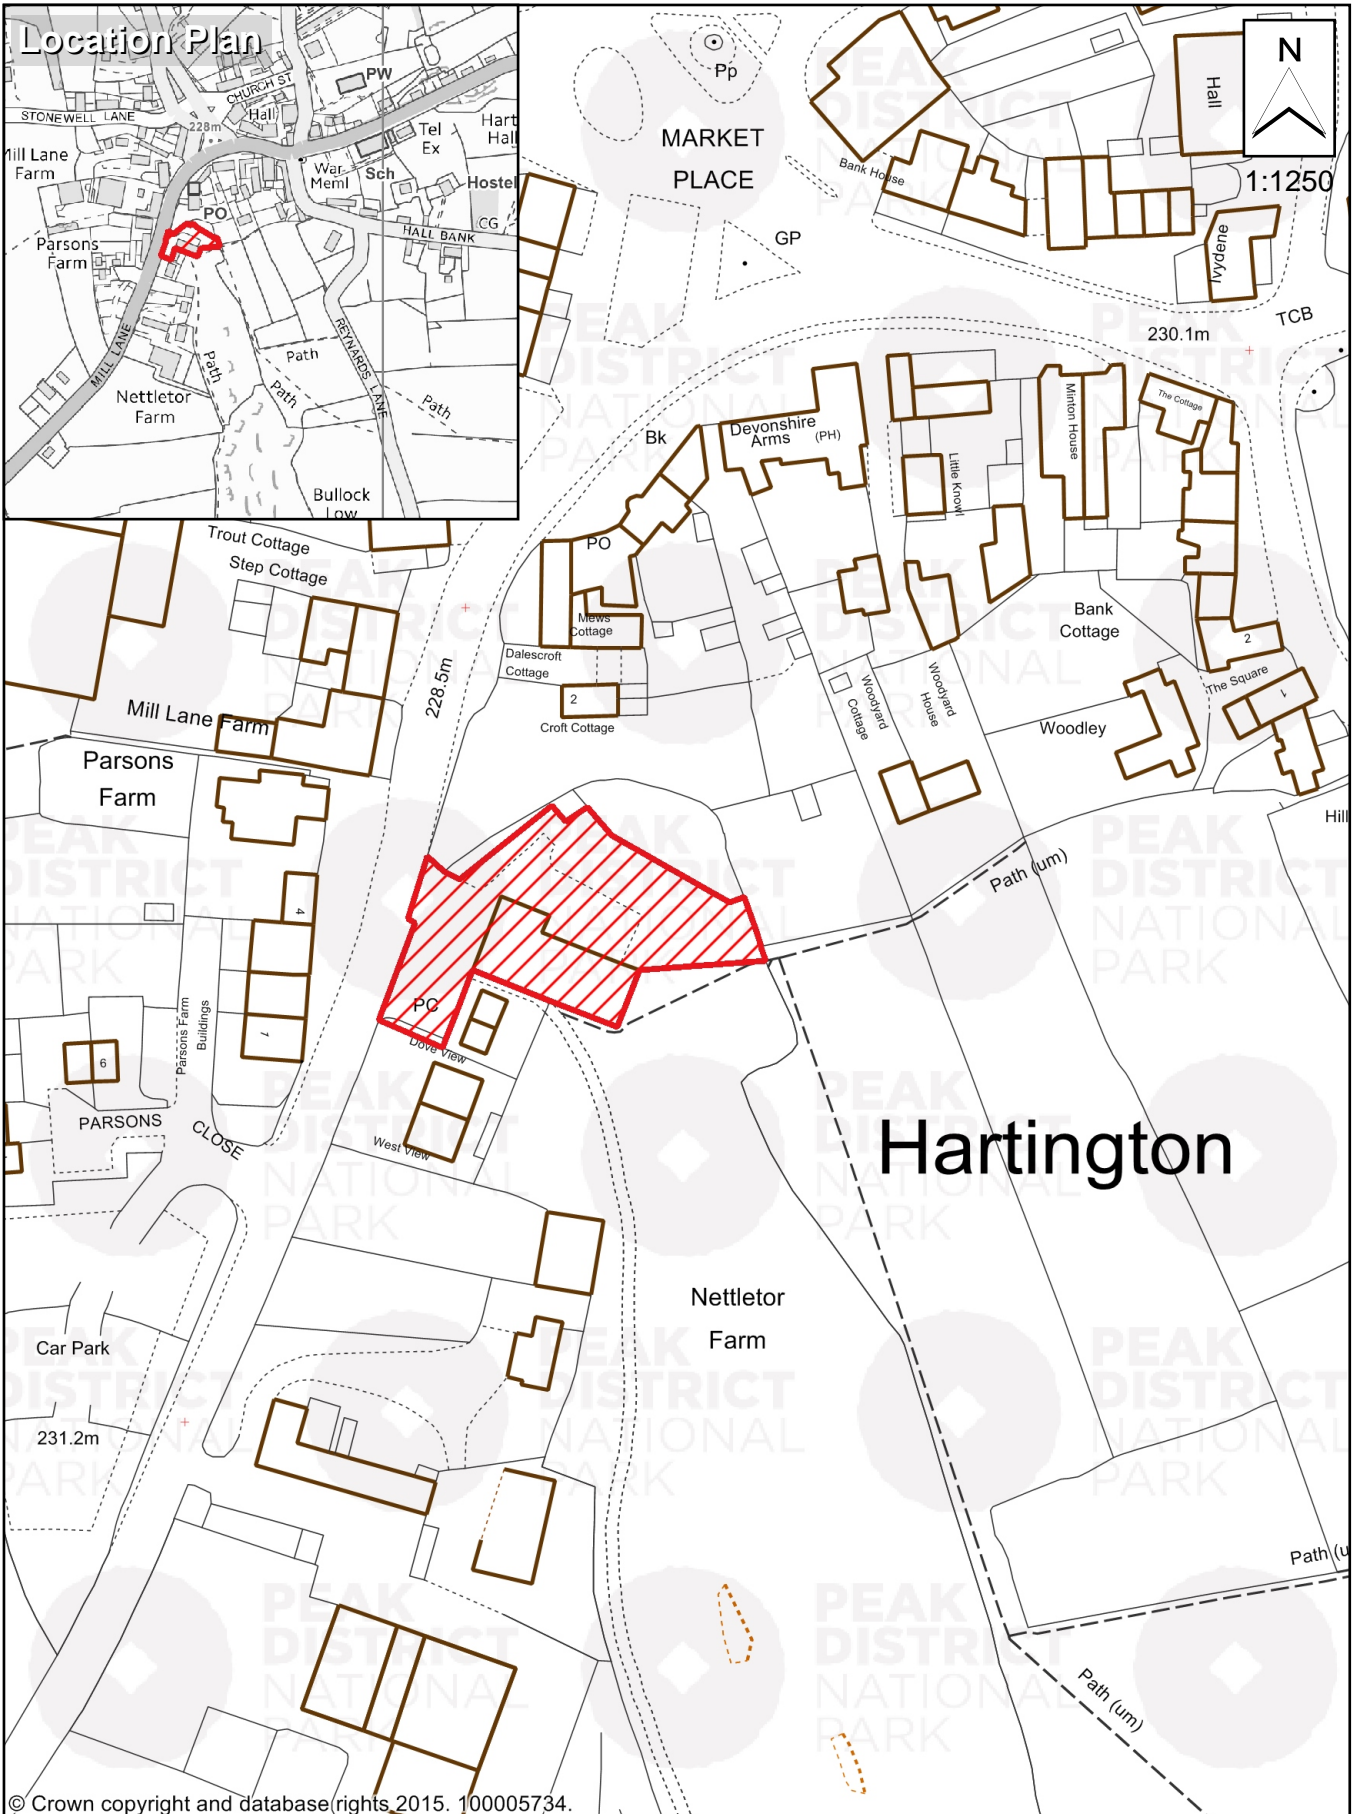 Location Plan
STONEWELL LANE
CHURCH ST
PW
Hall
228m
Mill Lane
Farm
Tel
Ex
Hart
Hall
War
Meml
Sch
Hostel
PO
CG
HALL BANK
Parsons
Farm
MILL LANE
Path
Path
Path
Path
REYNARDS LANE
Nettletor
Farm
Bullock
Low
N
1:1250
Pp
MARKET
PLACE
GP
Bank House
Hall
Ivydene
TCB
230.1m
Bk
Devonshire
Arms (PH)
Little Knowl
Minton House
The Cottage
PO
Mews
Cottage
Dalescroft
Cottage
2
Croft Cottage
Trout Cottage
Step Cottage
228.5m
Mill Lane Farm
Parsons
Farm
Bank
Cottage
2
The Square
1
Woodyard
Cottage
Woodyard
House
Woodley
Hill
Path (um)
4
1
Parsons Farm
Buildings
6
PARSONS
CLOSE
PC
Dove View
West View
Hartington
Nettletor
Farm
Car Park
231.2m
Path (u
Path (um)
PEAK
DISTRICT
NATIONAL
PARK
© Crown copyright and database rights 2015. 100005734.